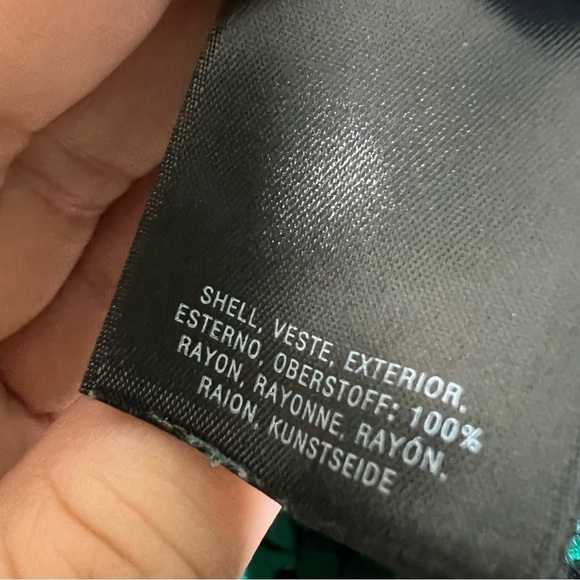 SHELL, VESTE, EXTERIOR,
ESTERNO, OBERSTOFF: 100%
RAYON, RAYONNE, RAYÓN,
RAION, KUNSTSEIDE